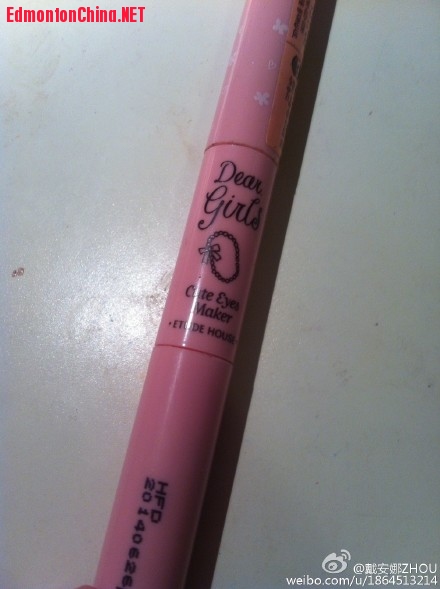 EdmontonChina.NET
Dear
Girls
Cute Eyes
Maker
·ETUDE HOUSE·
MFD
20140626
@戴安娜ZHOU
weibo.com/u/1864513214